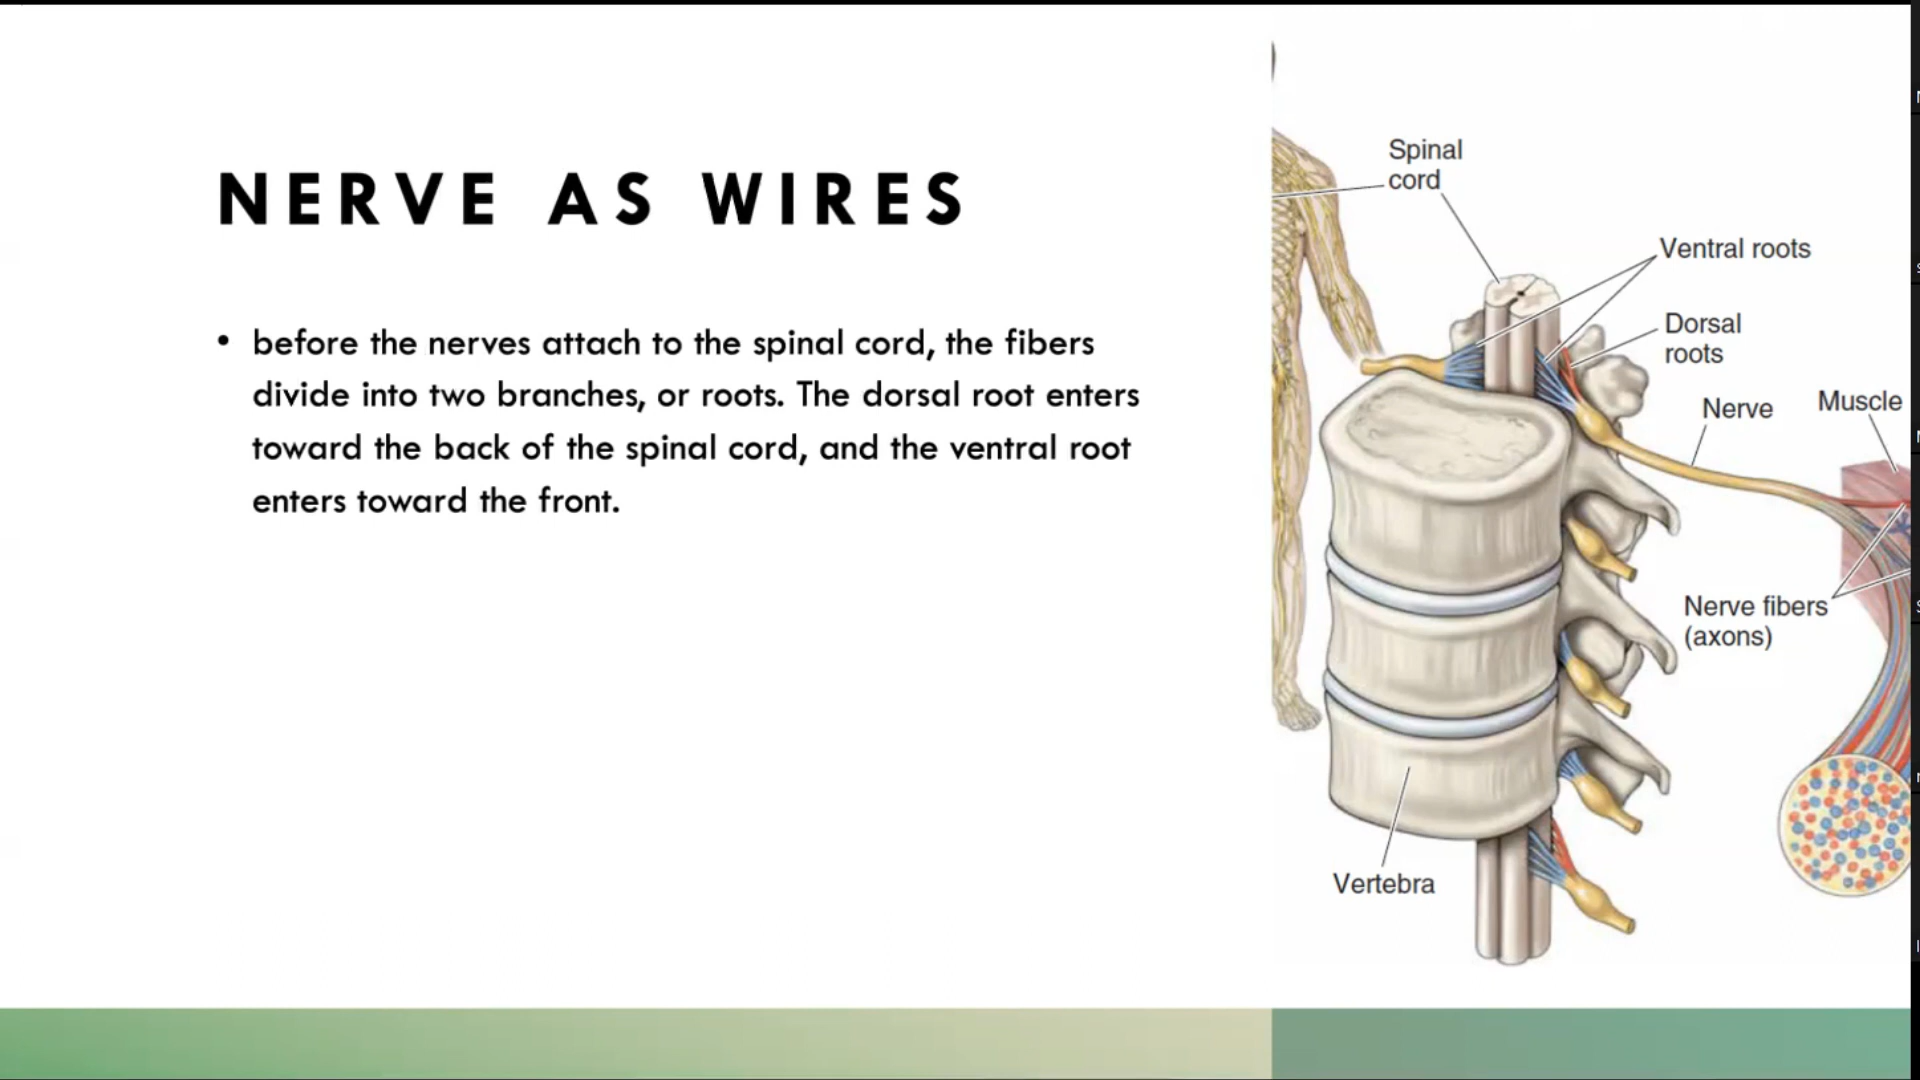 NERVE AS WIRES
• before the nerves attach to the spinal cord, the fibers
divide into two branches, or roots. The dorsal root enters
toward the back of the spinal cord, and the ventral root
enters toward the front.
Spinal
cord
Ventral roots
Dorsal
roots
Nerve
Muscle
Nerve fibers
(axons)
Vertebra